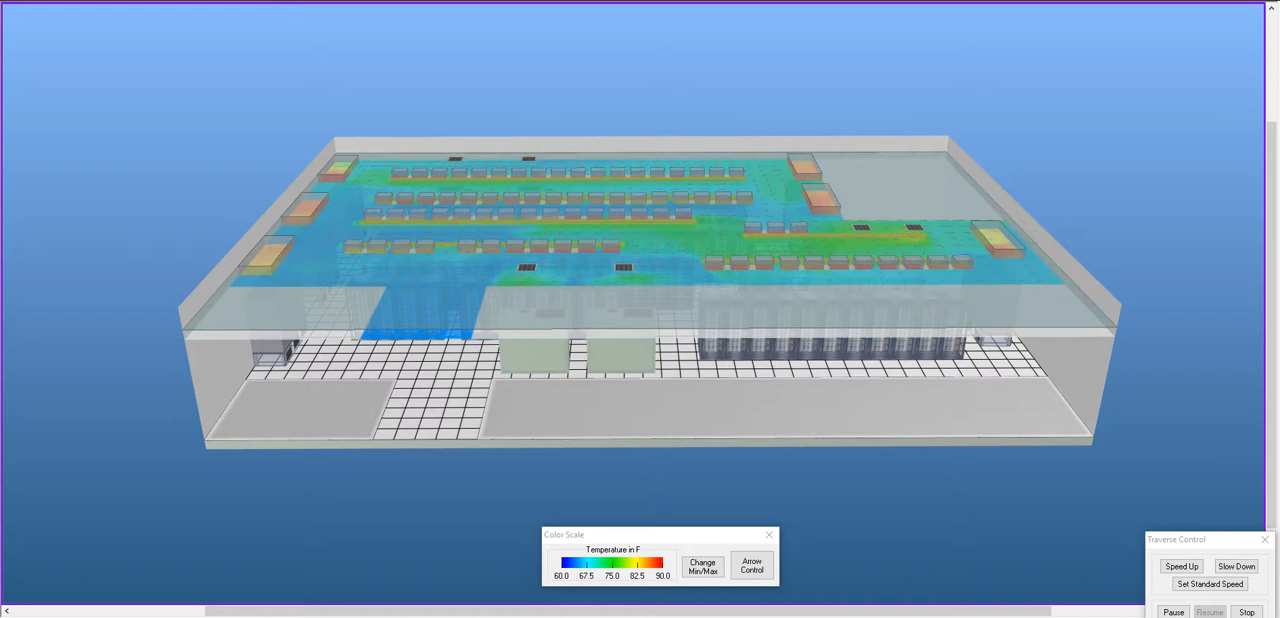 Color Scale
Temperature in F
60.0 67.5 75.0 82.5 90.0
Change
Min/Max
Arrow
Control
Traverse Control
Speed Up
Slow Down
Set Standard Speed
Pause
Resume
Stop